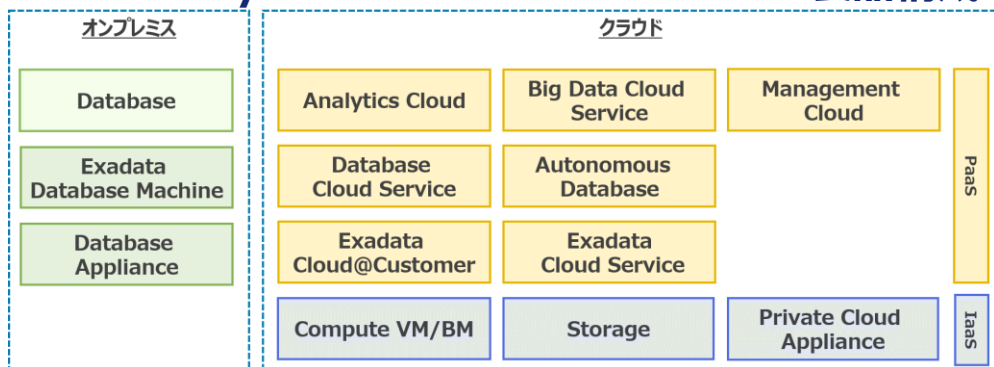 オンプレミス
Database
Exadata
Database Machine
Database
Appliance
クラウド
Analytics Cloud
Big Data Cloud
Service
Management
Cloud
Database
Cloud Service
Autonomous
Database
Exadata
Cloud@Customer
Exadata
Cloud Service
PaaS
Compute VM/BM
Storage
Private Cloud
Appliance
IaaS